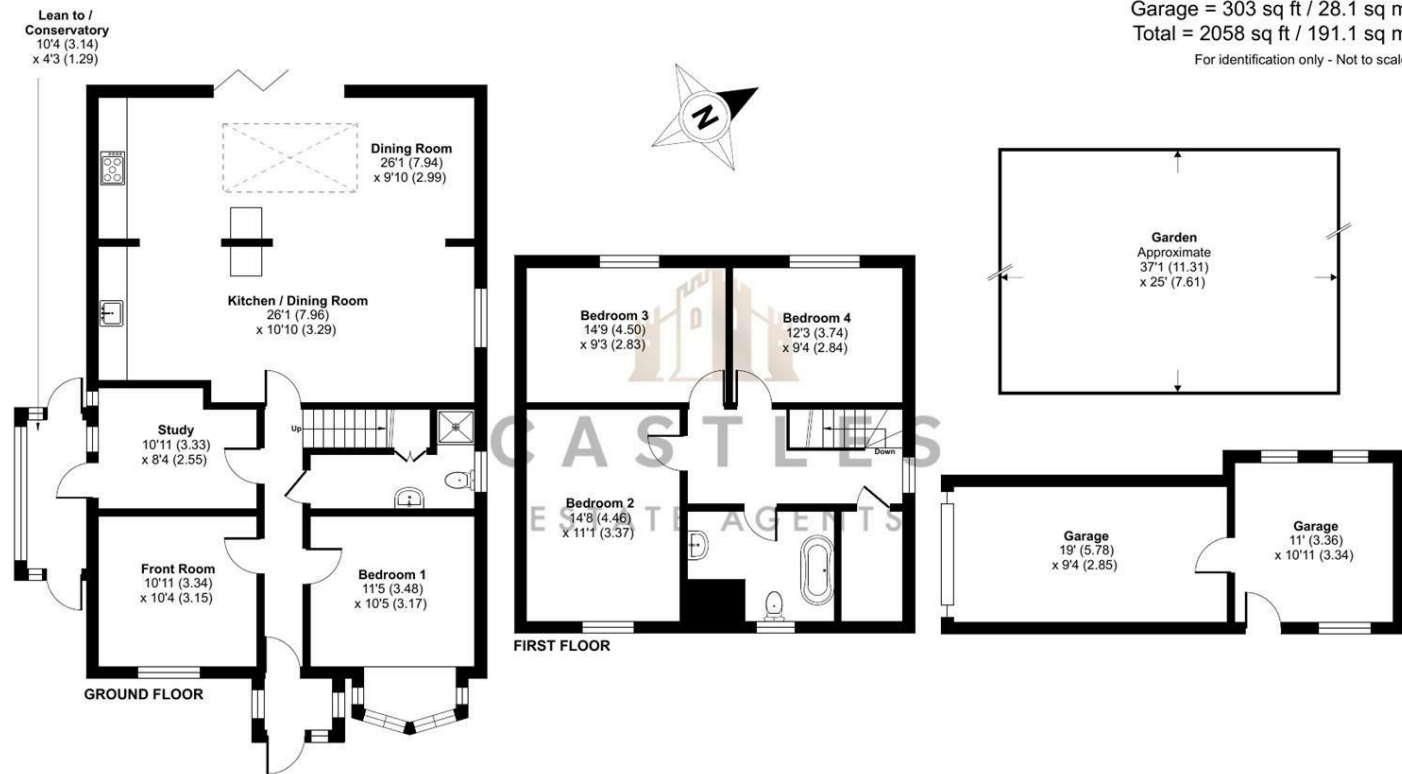 Garage = 303 sq ft / 28.1 sq m
Total = 2058 sq ft / 191.1 sq m
For identification only - Not to scale
Lean to /
Conservatory
10'4 (3.14)
x 4'3 (1.29)
Dining Room
26'1 (7.94)
x 9'10 (2.99)
N
Kitchen / Dining Room
26'1 (7.96)
x 10'10 (3.29)
Study
10'11 (3.33)
x 8'4 (2.55)
Up
Front Room
10'11 (3.34)
x 10'4 (3.15)
Bedroom 1
11'5 (3.48)
x 10'5 (3.17)
GROUND FLOOR
Bedroom 3
14'9 (4.50)
x 9'3 (2.83)
Bedroom 4
12'3 (3.74)
x 9'4 (2.84)
CASTLES
ESTATE AGENTS
Down
Bedroom 2
14'8 (4.46)
x 11'1 (3.37)
FIRST FLOOR
Garden
Approximate
37'1 (11.31)
x 25' (7.61)
Garage
19' (5.78)
x 9'4 (2.85)
Garage
11' (3.36)
x 10'11 (3.34)